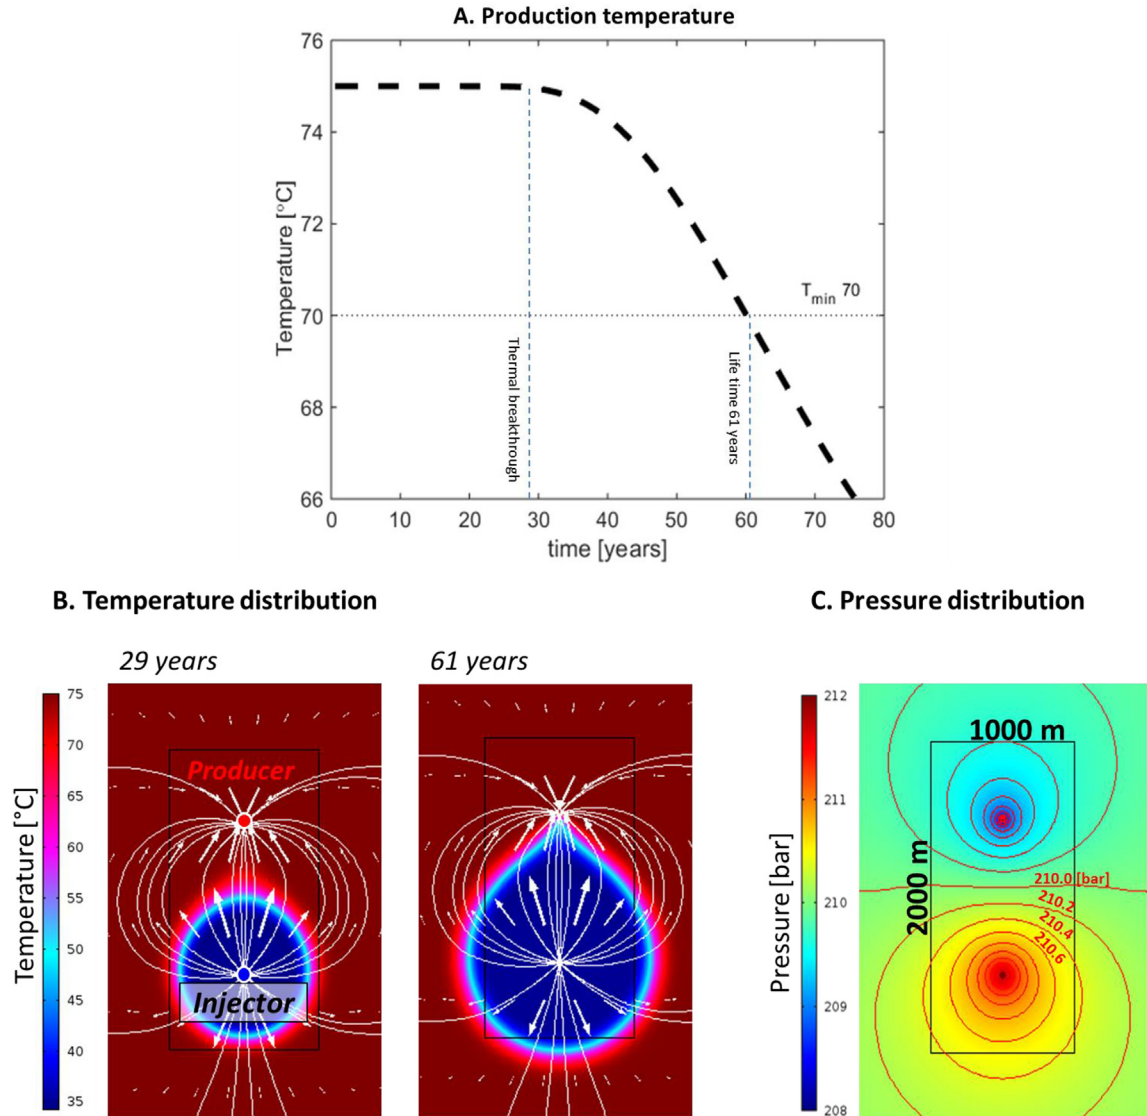 A. Production temperature
76
74
72
70
68
66
Temperature [°C]
T min 70
Thermal breakthrough
Life time 61 years
0 10 20 30 40 50 60 70 80
time [years]
B. Temperature distribution
29 years
61 years
Temperature [°C]
75
70
65
60
55
50
45
40
35
Producer
Injector
C. Pressure distribution
Pressure [bar]
212
211
210
209
208
1000 m
2000 m
210.0 [bar]
210.2
210.4
210.6